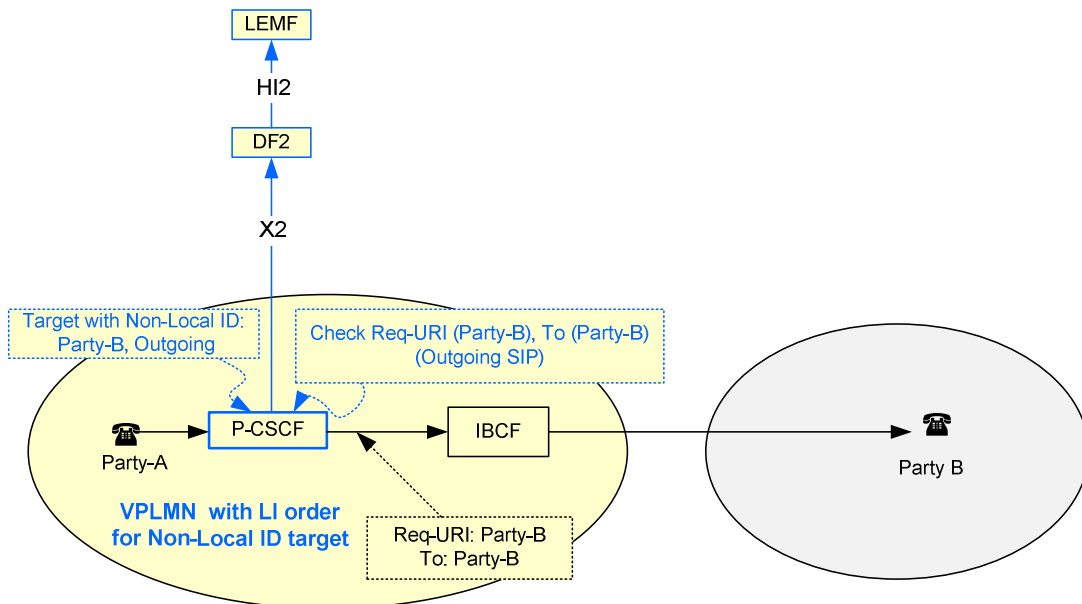 LEMF
HI2
DF2
X2
Target with Non-Local ID:
Party-B, Outgoing
Check Req-URI (Party-B), To (Party-B)
(Outgoing SIP)
P-CSCF
IBCF
Party-A
Party B
VPLMN with LI order
for Non-Local ID target
Req-URI: Party-B
To: Party-B